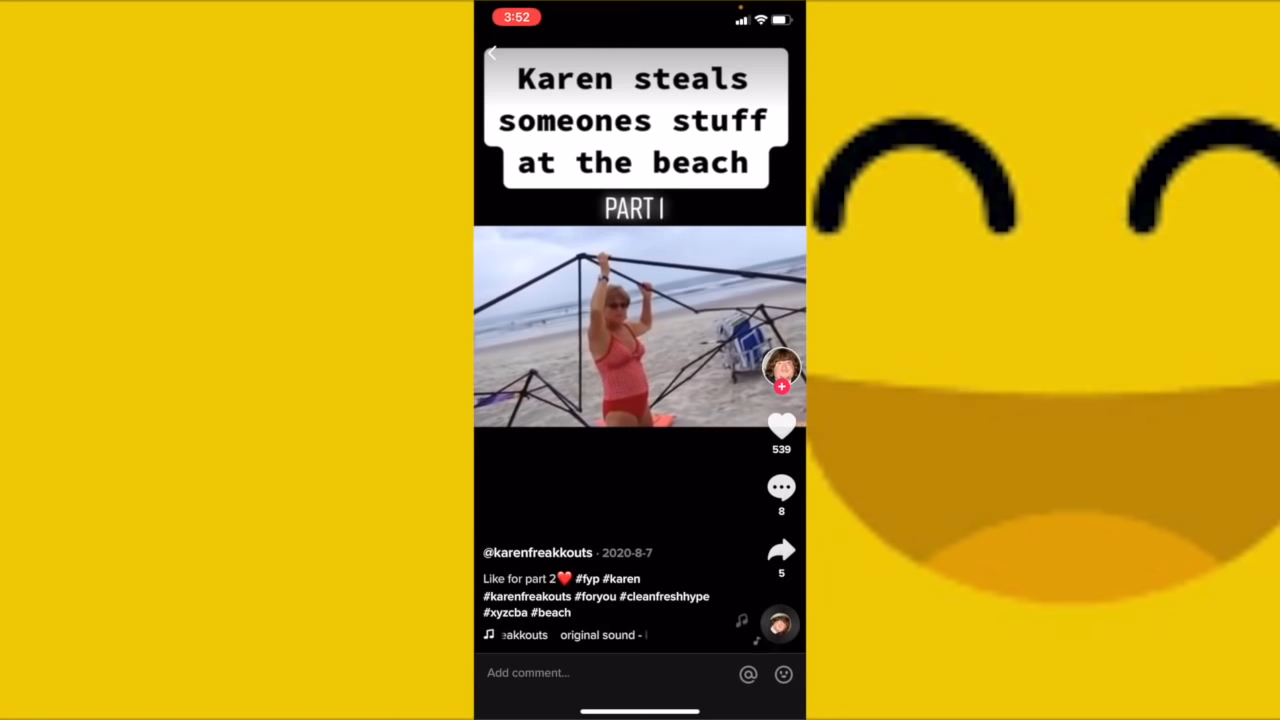 3:52
Karen steals
someones stuff
at the beach
PART I
539
8
5
@karenfreakkouts · 2020-8-7
Like for part 2❤️ #fyp #karen
#karenfreakouts #foryou #cleanfreshhype
#xyzcba #beach
eakkouts original sound -
Add comment...